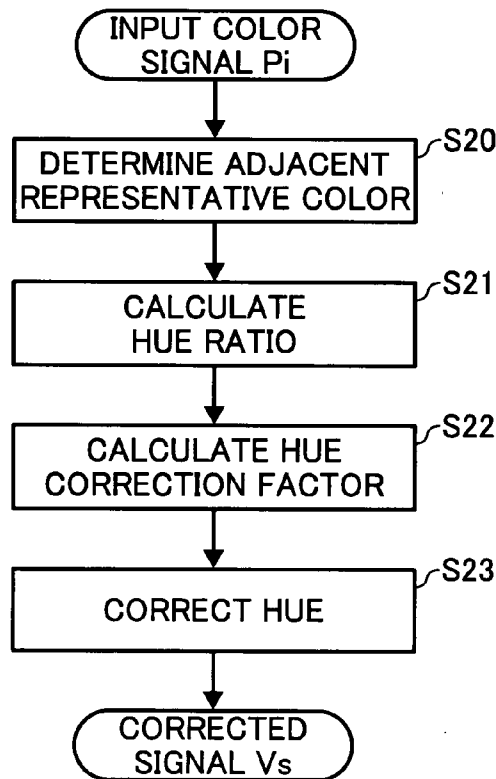 INPUT COLOR
SIGNAL Pi
S20
DETERMINE ADJACENT
REPRESENTATIVE COLOR
S21
CALCULATE
HUE RATIO
S22
CALCULATE HUE
CORRECTION FACTOR
S23
CORRECT HUE
CORRECTED
SIGNAL Vs